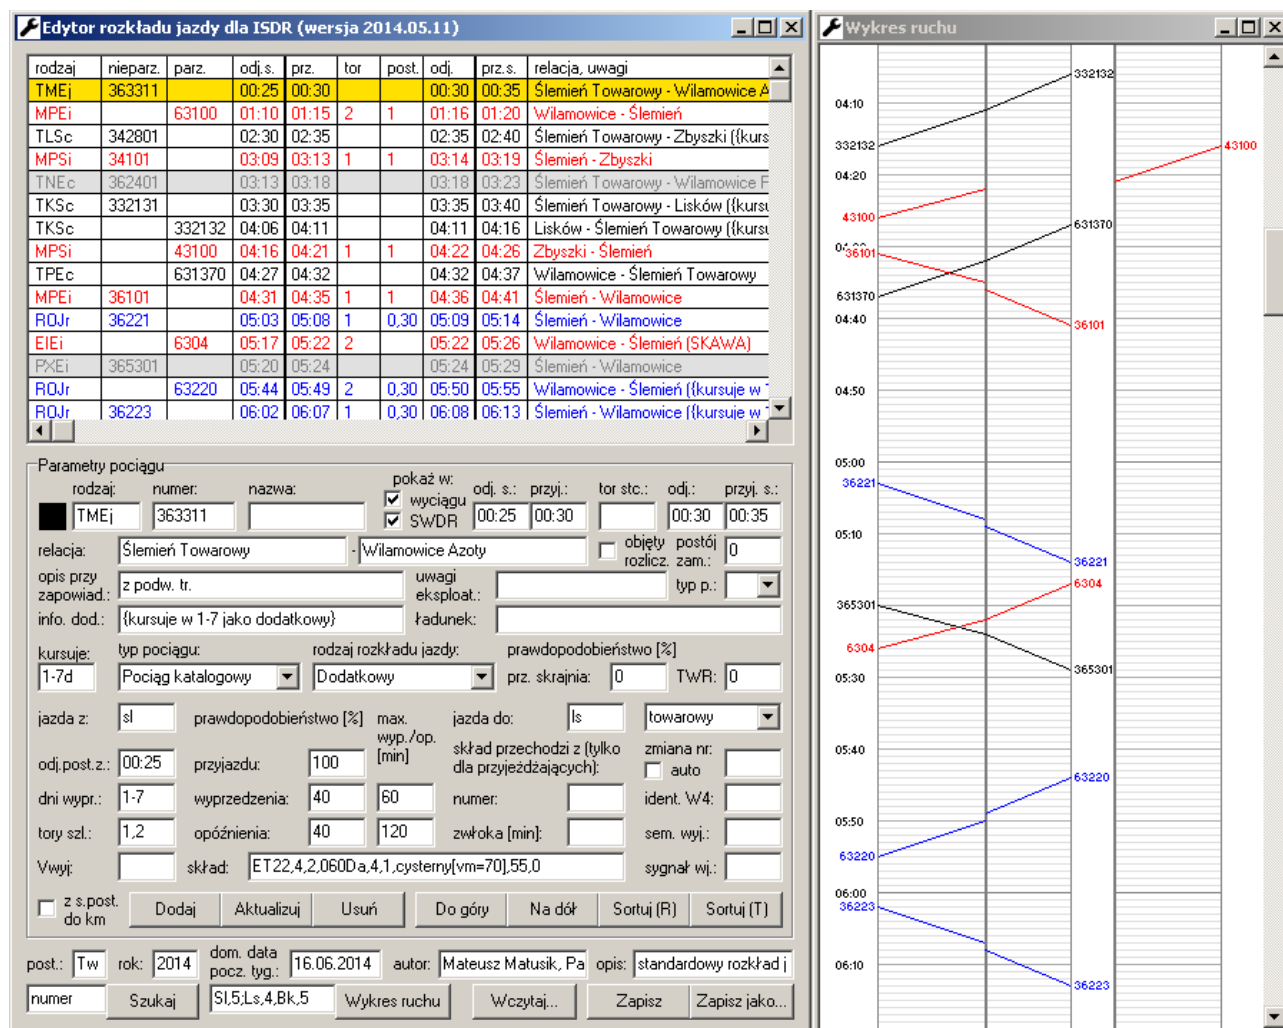 Edytor rozkładu jazdy dla ISDR (wersja 2014.05.11)
rodzaj nieparz. parz. odj.s. prz. tor post. odj. prz.s. relacja, uwagi
TMEj 363311 00:25 00:30 00:30 00:35 Ślemień Towarowy - Wilamowice A
MPEi 63100 01:10 01:15 2 1 01:16 01:20 Wilamowice - Ślemień
TLSc 342801 02:30 02:35 02:35 02:40 Ślemień Towarowy - Zbyszki ({kurs
MPSi 34101 03:09 03:13 1 1 03:14 03:19 Ślemień - Zbyszki
TNEc 362401 03:13 03:18 03:18 03:23 Ślemień Towarowy - Wilamowice F
TKSc 332131 03:30 03:35 03:35 03:40 Ślemień Towarowy - Lisków ({kursu
TKSc 332132 04:06 04:11 04:11 04:16 Lisków - Ślemień Towarowy ({kursu
MPSi 43100 04:16 04:21 1 1 04:22 04:26 Zbyszki - Ślemień
TPEc 631370 04:27 04:32 04:32 04:37 Wilamowice - Ślemień Towarowy
MPEi 36101 04:31 04:35 1 1 04:36 04:41 Ślemień - Wilamowice
ROJr 36221 05:03 05:08 1 0,30 05:09 05:14 Ślemień - Wilamowice
EIEi 6304 05:17 05:22 2 05:22 05:26 Wilamowice - Ślemień (SKAWA)
PXEi 365301 05:20 05:24 05:24 05:29 Ślemień - Wilamowice
ROJr 63220 05:44 05:49 2 0,30 05:50 05:55 Wilamowice - Ślemień ({kursuje w 1
ROJr 36223 06:02 06:07 1 0,30 06:08 06:13 Ślemień - Wilamowice ({kursuje w 1
Parametry pociągu
rodzaj: numer: nazwa: pokaż w: odj. s.: przyj.: tor stc.: odj.: przyj. s.:
wyciągu
TMEj 363311 SWDR 00:25 00:30 00:30 00:35
relacja: Ślemień Towarowy - Wilamowice Azoty objęty rozlicz. postój zam.: 0
opis przy zapowiad.: z podw. tr. uwagi eksploat.: typ p.:
info. dod.: {kursuje w 1-7 jako dodatkowy} ładunek:
kursuje: typ pociągu: rodzaj rozkładu jazdy: prawdopodobieństwo [%]
1-7d Pociąg katalogowy Dodatkowy prz. skrajnia: 0 TWR: 0
jazda z: sl prawdopodobieństwo [%] max. wyp./op. [min] jazda do: ls towarowy
odj.post.z.: 00:25 przyjazdu: 100 skład przechodzi z (tylko dla przyjeżdżających): zmiana nr: auto
dni wypr.: 1-7 wyprzedzenia: 40 60 numer: ident. W4:
tory szl.: 1,2 opóźnienia: 40 120 zwłoka [min]: sem. wyj.:
Vwyj: skład: ET22,4,2,060Da,4,1,cysterny[vm=70],55,0 sygnał wj.:
z s.post. do km Dodaj Aktualizuj Usuń Do góry Na dół Sortuj (R) Sortuj (T)
post.: Tw rok: 2014 dom. data pocz. tyg.: 16.06.2014 autor: Mateusz Matusik, Pa opis: standardowy rozkład j
numer Szukaj Sl,5;Ls,4,Bk,5 Wykres ruchu Wczytaj... Zapisz Zapisz jako...
Wykres ruchu
332132
04:10
332132 43100
04:20
43100
631370
36101
631370
04:40 36101
04:50
05:00
36221
05:10
36221
6304
365301
6304
365301
05:30
05:40
63220
05:50
63220
06:00
36223
06:10
36223